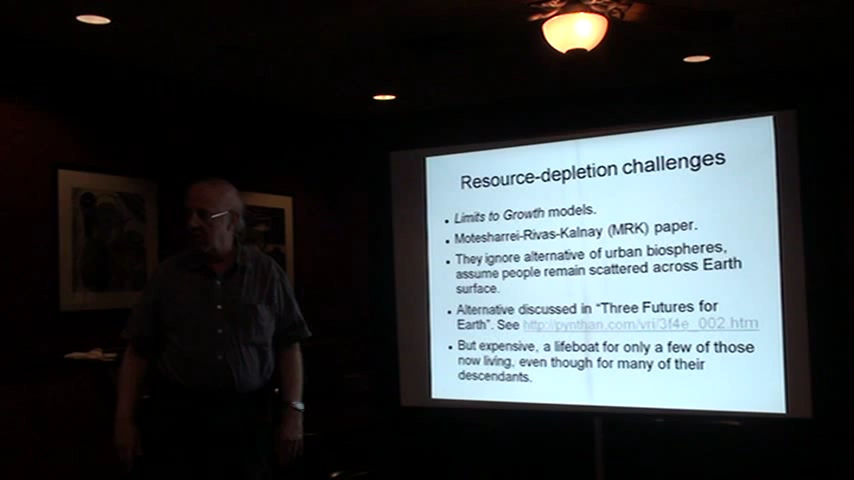 Resource-depletion challenges
• Limits to Growth models.
• Motesharrei-Rivas-Kalnay (MRK) paper.
• They ignore alternative of urban biospheres,
assume people remain scattered across Earth
surface.
• Alternative discussed in “Three Futures for
Earth”. See http://pynthan.com/vri/3f4e_002.htm
• But expensive, a lifeboat for only a few of those
now living, even though for many of their
descendants.